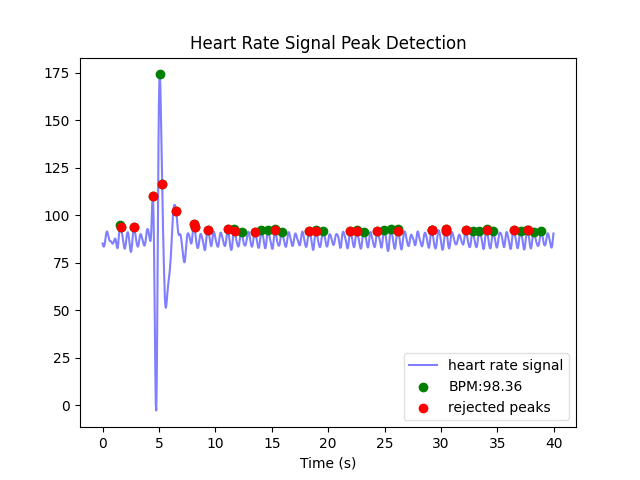 Heart Rate Signal Peak Detection
175
150
125
100
75
50
25
0
heart rate signal
BPM:98.36
rejected peaks
0 5 10 15 20 25 30 35 40
Time (s)